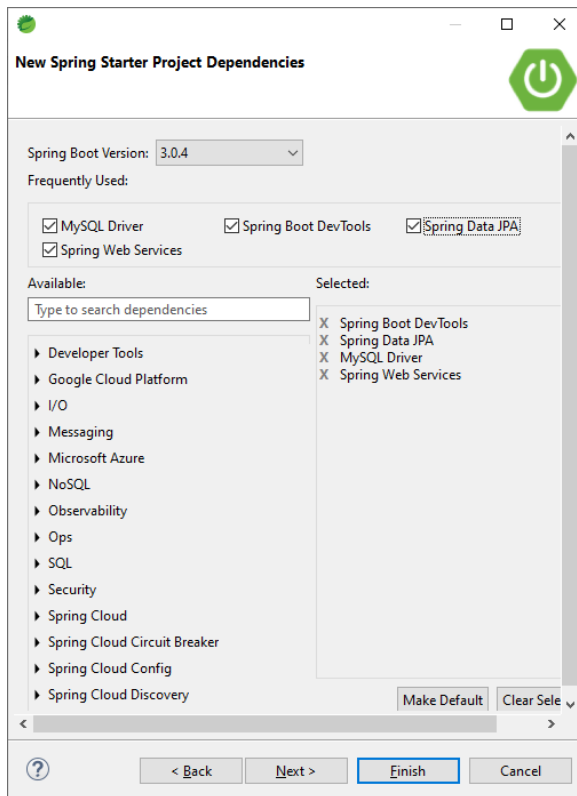 New Spring Starter Project Dependencies
Spring Boot Version: 3.0.4
Frequently Used:
MySQL Driver Spring Boot DevTools Spring Data JPA
Spring Web Services
Available: Selected:
Type to search dependencies
X Spring Boot DevTools
X Spring Data JPA
X MySQL Driver
X Spring Web Services
Developer Tools
Google Cloud Platform
I/O
Messaging
Microsoft Azure
NoSQL
Observability
Ops
SQL
Security
Spring Cloud
Spring Cloud Circuit Breaker
Spring Cloud Config
Spring Cloud Discovery
Make Default Clear Sele
? < Back Next > Finish Cancel